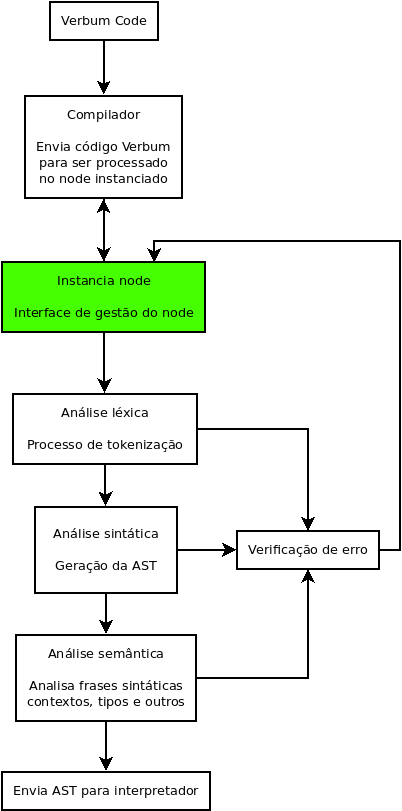 Verbum Code
Compilador
Envia código Verbum
para ser processado
no node instanciado
Instancia node
Interface de gestão do node
Análise léxica
Processo de tokenização
Análise sintática
Geração da AST
Verificação de erro
Análise semântica
Analisa frases sintáticas
contextos, tipos e outros
Envia AST para interpretador